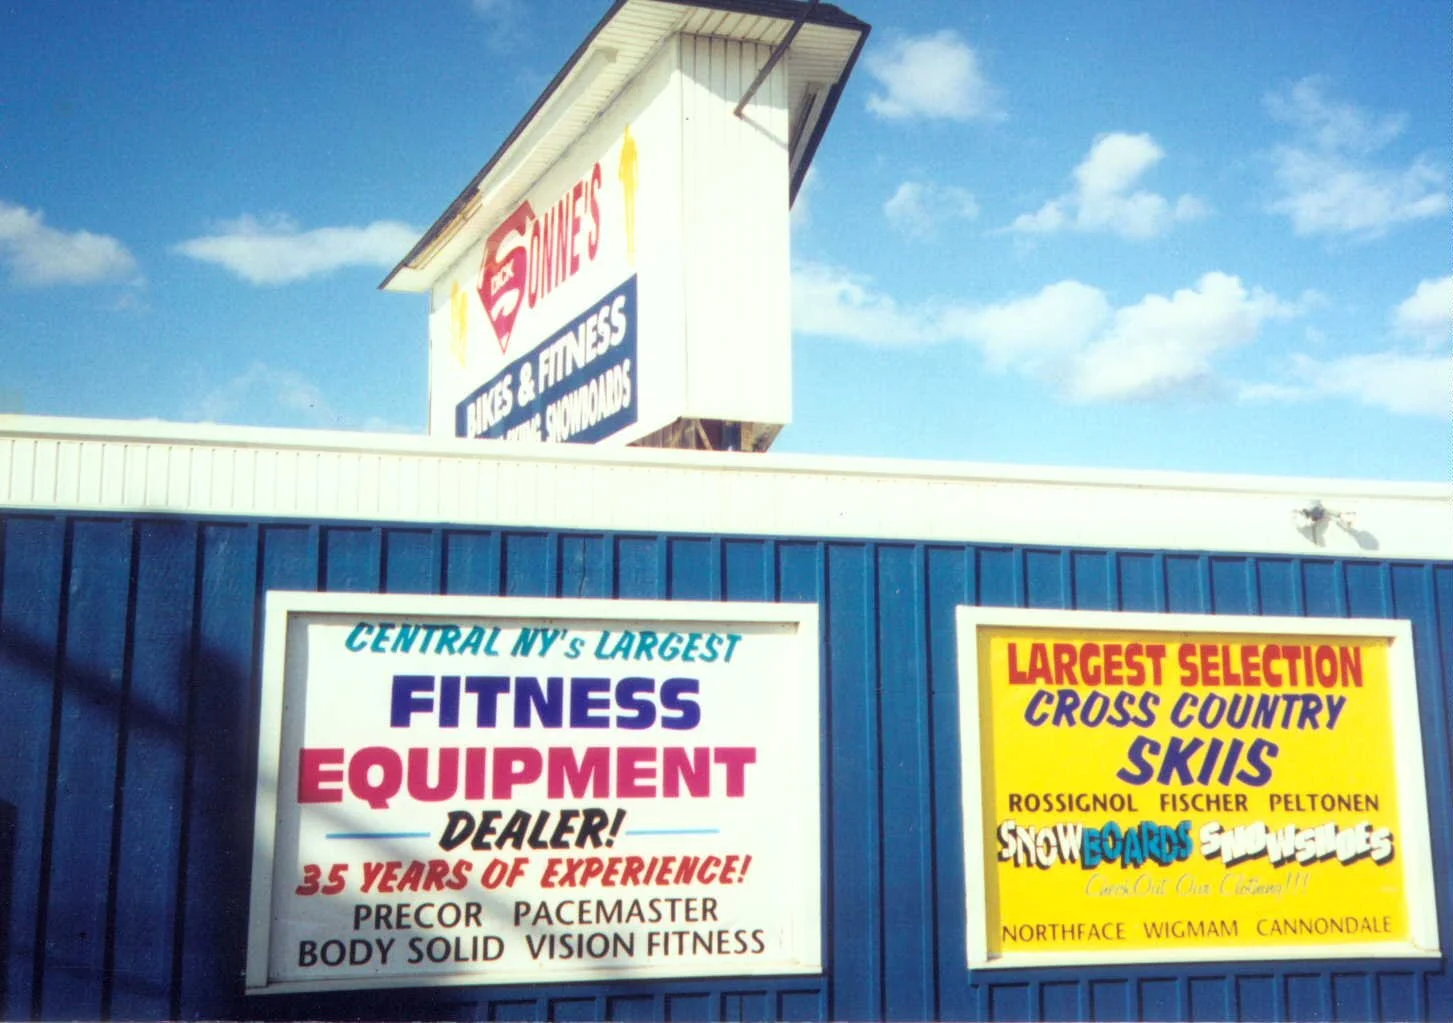 DICK
SONNE'S
BIKES & FITNESS
SNOWBOARDS
CENTRAL NY's LARGEST
FITNESS
EQUIPMENT
DEALER!
35 YEARS OF EXPERIENCE!
PRECOR PACEMASTER
BODY SOLID VISION FITNESS
LARGEST SELECTION
CROSS COUNTRY
SKIIS
ROSSIGNOL FISCHER PELTONEN
SNOWBOARDS SNOWSHOES
Check Out Our Clothing!!!
NORTHFACE WIGMAM CANNONDALE